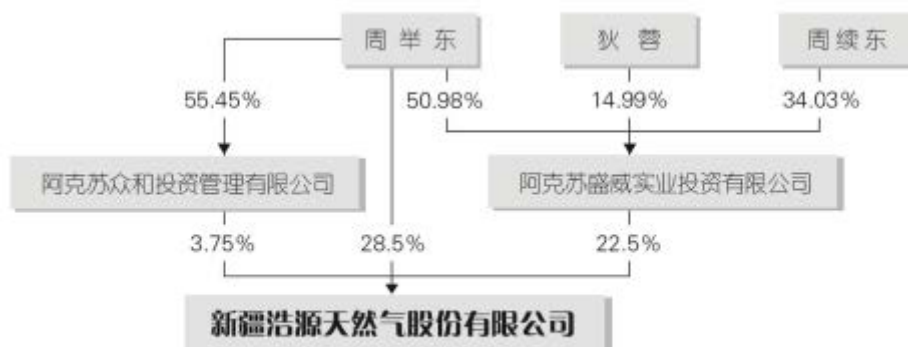 周举东
狄蓉
周续东
55.45%
50.98%
14.99%
34.03%
阿克苏众和投资管理有限公司
阿克苏盛威实业投资有限公司
3.75%
28.5%
22.5%
新疆浩源天然气股份有限公司